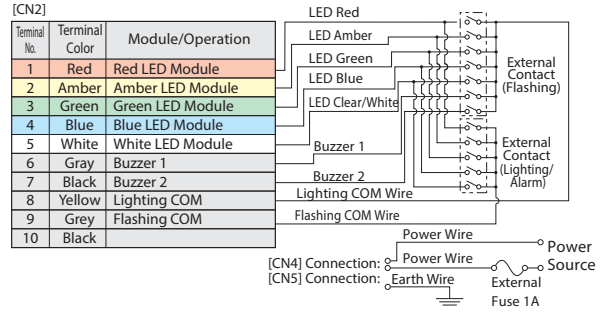 [CN2]
Terminal No. Terminal Color Module/Operation
1 Red Red LED Module
2 Amber Amber LED Module
3 Green Green LED Module
4 Blue Blue LED Module
5 White White LED Module
6 Gray Buzzer 1
7 Black Buzzer 2
8 Yellow Lighting COM
9 Grey Flashing COM
10 Black
LED Red
LED Amber
LED Green
LED Blue
LED Clear/White
Buzzer 1
Buzzer 2
Lighting COM Wire
Flashing COM Wire
External
Contact
(Flashing)
External
Contact
(Lighting/
Alarm)
Power Wire
[CN4] Connection: Power Wire
[CN5] Connection: Earth Wire
Power
Source
External
Fuse 1A